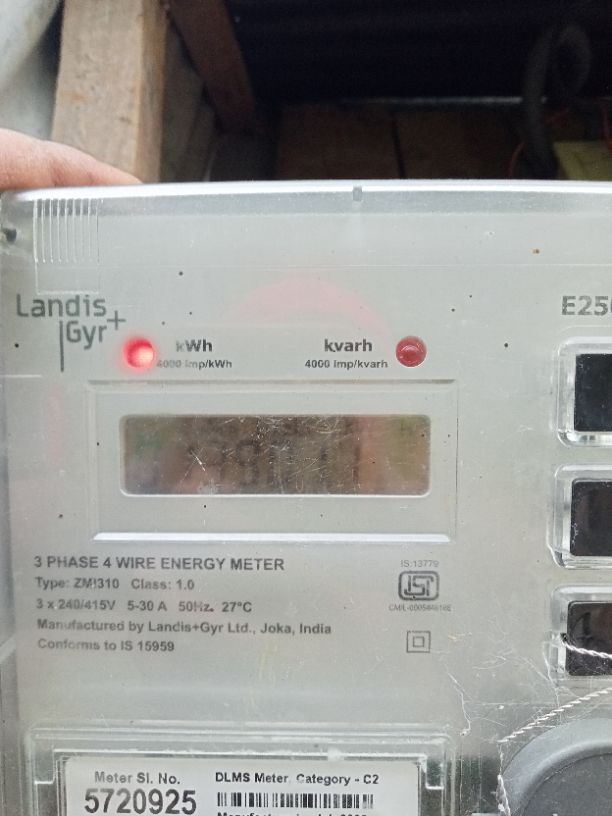 Landis
Gyr+
E250
kWh
4000 imp/kWh
kvarh
4000 imp/kvarh
3 PHASE 4 WIRE ENERGY METER
Type: ZMI310 Class: 1.0
3 x 240/415V 5-30 A 50Hz. 27°C
Manufactured by Landis+Gyr Ltd., Joka, India
Conforms to IS 15959
IS:13779
ISI
Meter Sl. No.
5720925
DLMS Meter, Category - C2